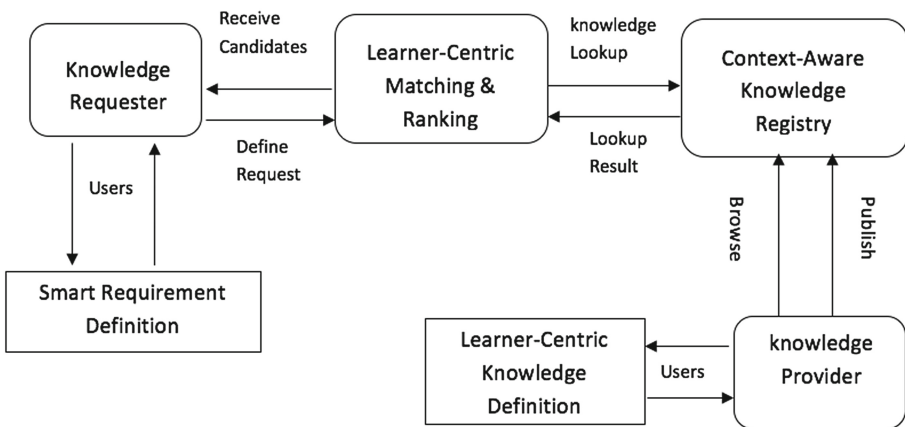 Receive
Candidates
Knowledge
Requester
Learner-Centric
Matching &
Ranking
knowledge
Lookup
Context-Aware
Knowledge
Registry
Define
Request
Lookup
Result
Users
Browse
Publish
Smart Requirement
Definition
Learner-Centric
Knowledge
Definition
Users
knowledge
Provider